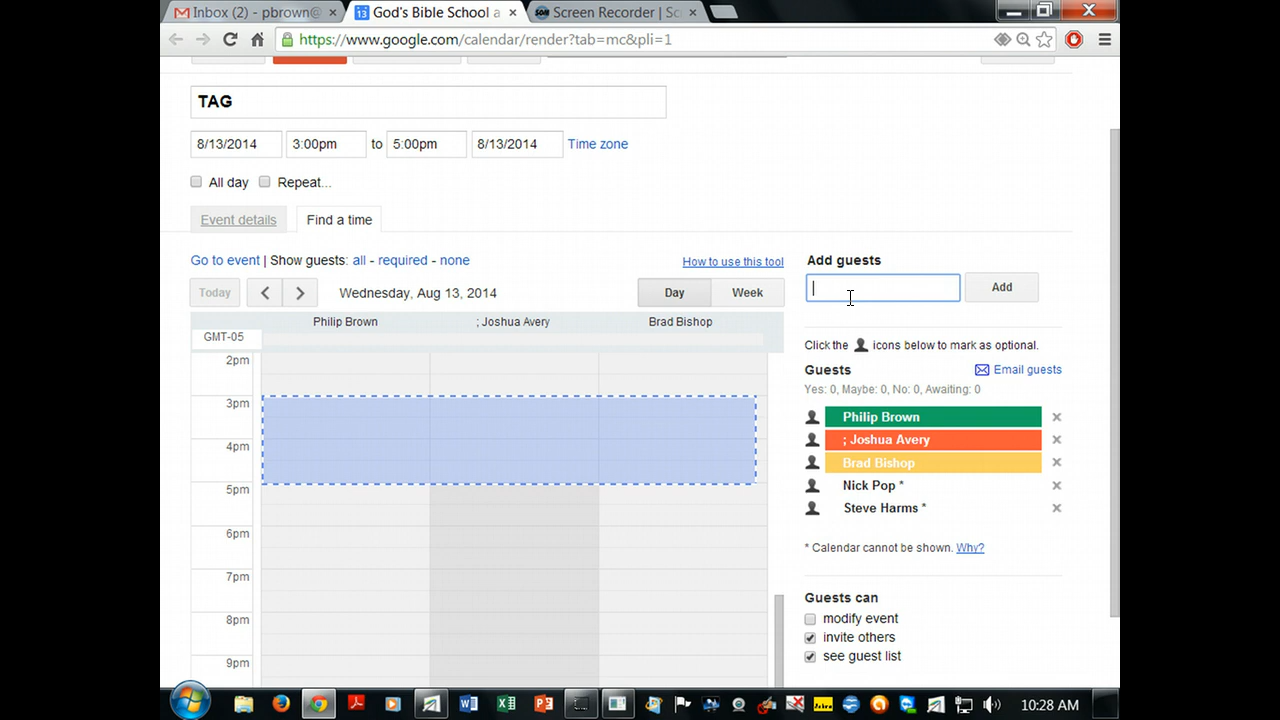 Inbox (2) - pbrown@ God's Bible School a Screen Recorder | Sc
https://www.google.com/calendar/render?tab=mc&pli=1
TAG
8/13/2014 3:00pm to 5:00pm 8/13/2014 Time zone
All day Repeat...
Event details Find a time
Go to event | Show guests: all - required - none How to use this tool
Today Wednesday, Aug 13, 2014 Day Week
Philip Brown ; Joshua Avery Brad Bishop
GMT-05
2pm
3pm
4pm
5pm
6pm
7pm
8pm
9pm
Add guests
Add
Click the icons below to mark as optional.
Guests Email guests
Yes: 0, Maybe: 0, No: 0, Awaiting: 0
Philip Brown
; Joshua Avery
Brad Bishop
Nick Pop *
Steve Harms *
* Calendar cannot be shown. Why?
Guests can
modify event
invite others
see guest list
10:28 AM